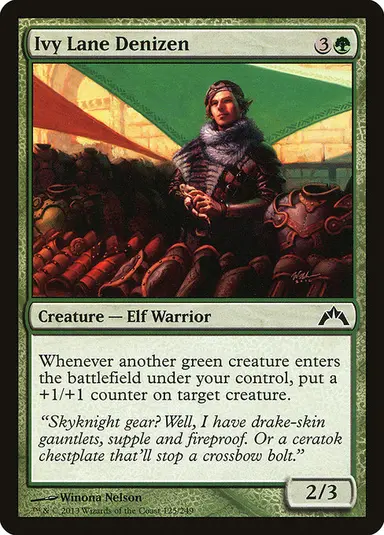 Ivy Lane Denizen 3
Creature — Elf Warrior
Whenever another green creature enters
the battlefield under your control, put a
+1/+1 counter on target creature.
“Skyknight gear? Well, I have drake-skin
gauntlets, supple and fireproof. Or a ceratok
chestplate that’ll stop a crossbow bolt.”
2/3
Winona Nelson
™ & © 2013 Wizards of the Coast 125/249